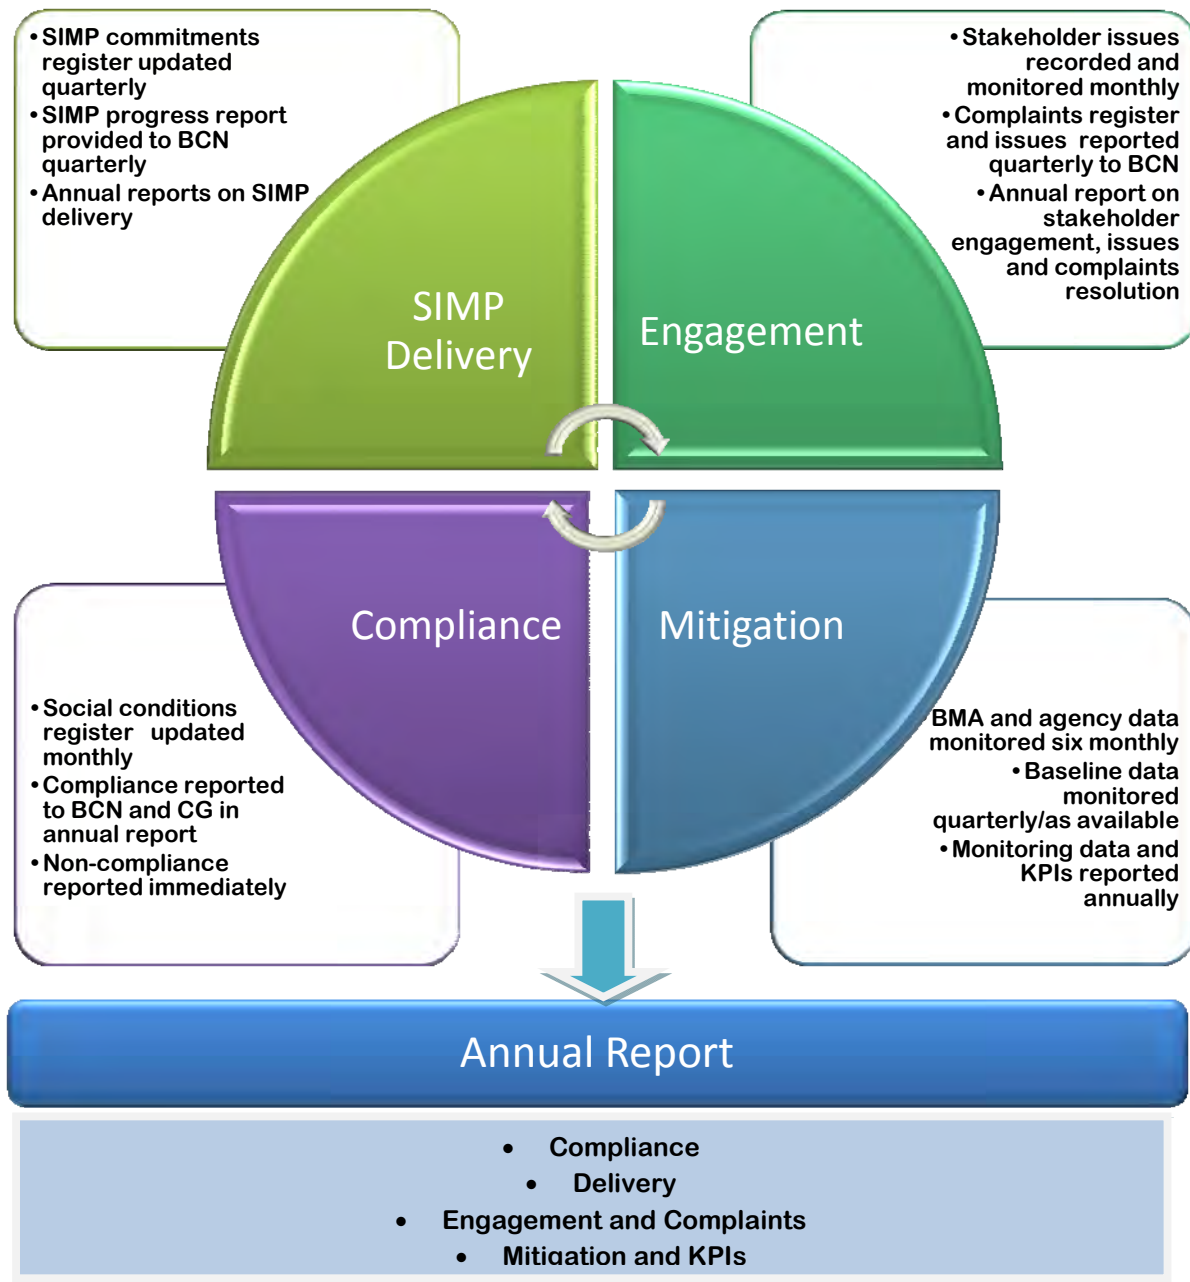 • SIMP commitments
register updated
quarterly
• SIMP progress report
provided to BCN
quarterly
• Annual reports on SIMP
delivery
• Stakeholder issues
recorded and
monitored monthly
• Complaints register
and issues reported
quarterly to BCN
• Annual report on
stakeholder
engagement, issues
and complaints
resolution
SIMP
Delivery
Engagement
Compliance
Mitigation
• Social conditions
register updated
monthly
• Compliance reported
to BCN and CG in
annual report
• Non-compliance
reported immediately
BMA and agency data
monitored six monthly
• Baseline data
monitored
quarterly/as available
• Monitoring data and
KPIs reported
annually
Annual Report
• Compliance
• Delivery
• Engagement and Complaints
• Mitigation and KPIs